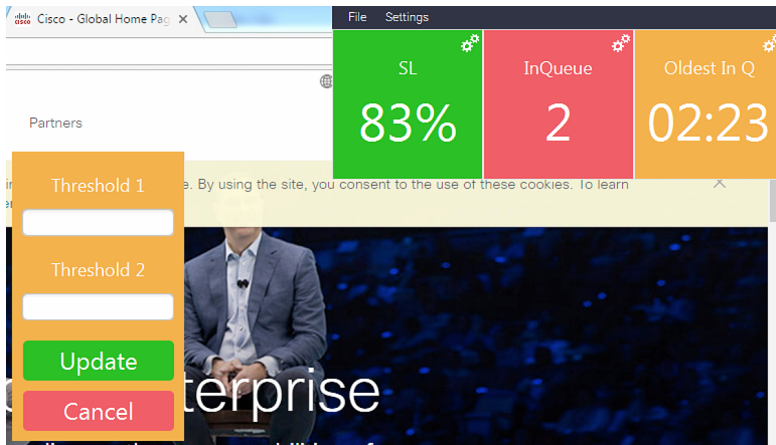 cisco Cisco - Global Home Pag
File Settings
SL
83%
InQueue
2
Oldest In Q
02:23
Partners
Threshold 1
e. By using the site, you consent to the use of these cookies. To learn
Threshold 2
Update
terprise
Cancel